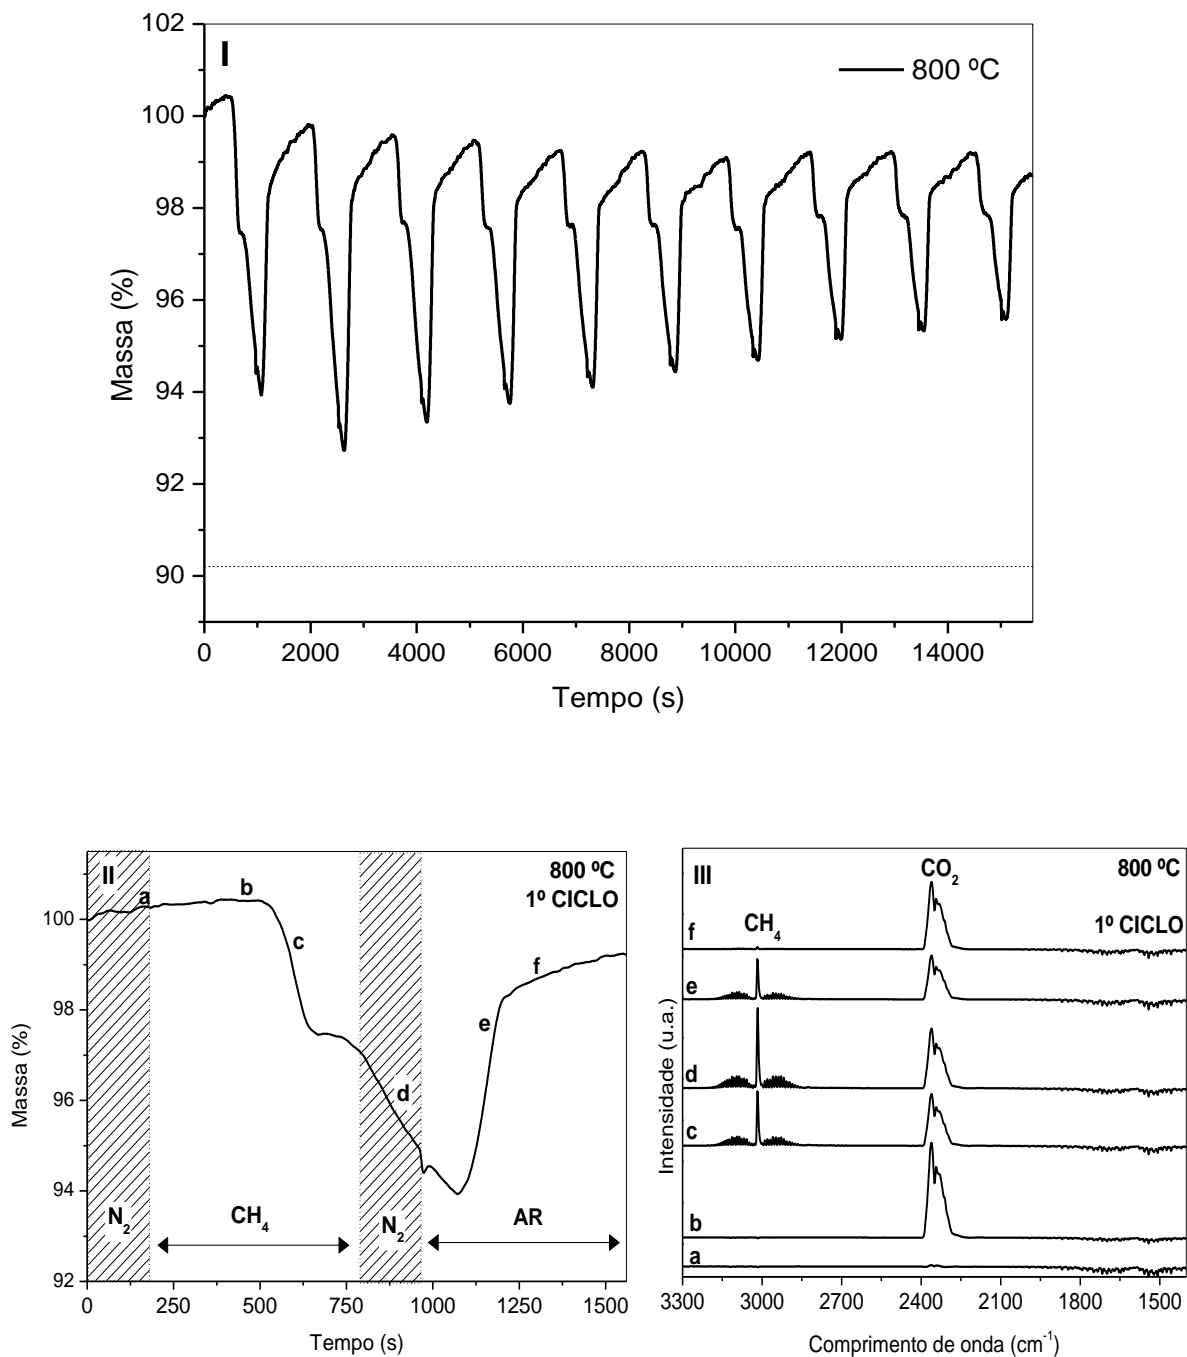 I
800 ºC
Massa (%)
102
100
98
96
94
92
90
0 2000 4000 6000 8000 10000 12000 14000
Tempo (s)
II
800 ºC
1º CICLO
a
b
c
d
e
f
N2
CH4
N2
AR
Massa (%)
100
98
96
94
92
0 250 500 750 1000 1250 1500
Tempo (s)
III
CO2
800 ºC
CH4
1º CICLO
f
e
d
c
b
a
Intensidade (u.a.)
3300 3000 2700 2400 2100 1800 1500
Comprimento de onda (cm-1)